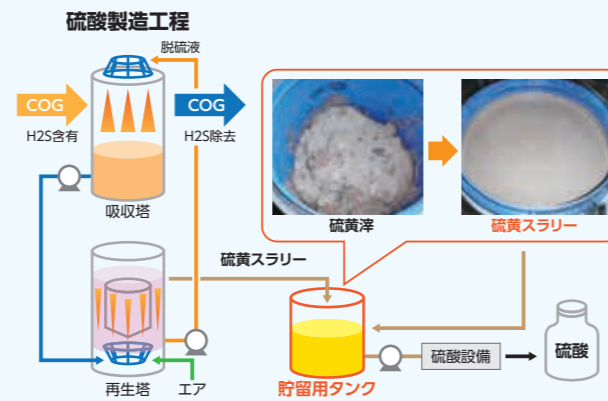 硫酸製造工程
脱硫液
COG
COG
H2S含有
H2S除去
吸収塔
硫黄滓
硫黄スラリー
硫黄スラリー
再生塔
エア
貯留用タンク
硫酸設備
硫酸